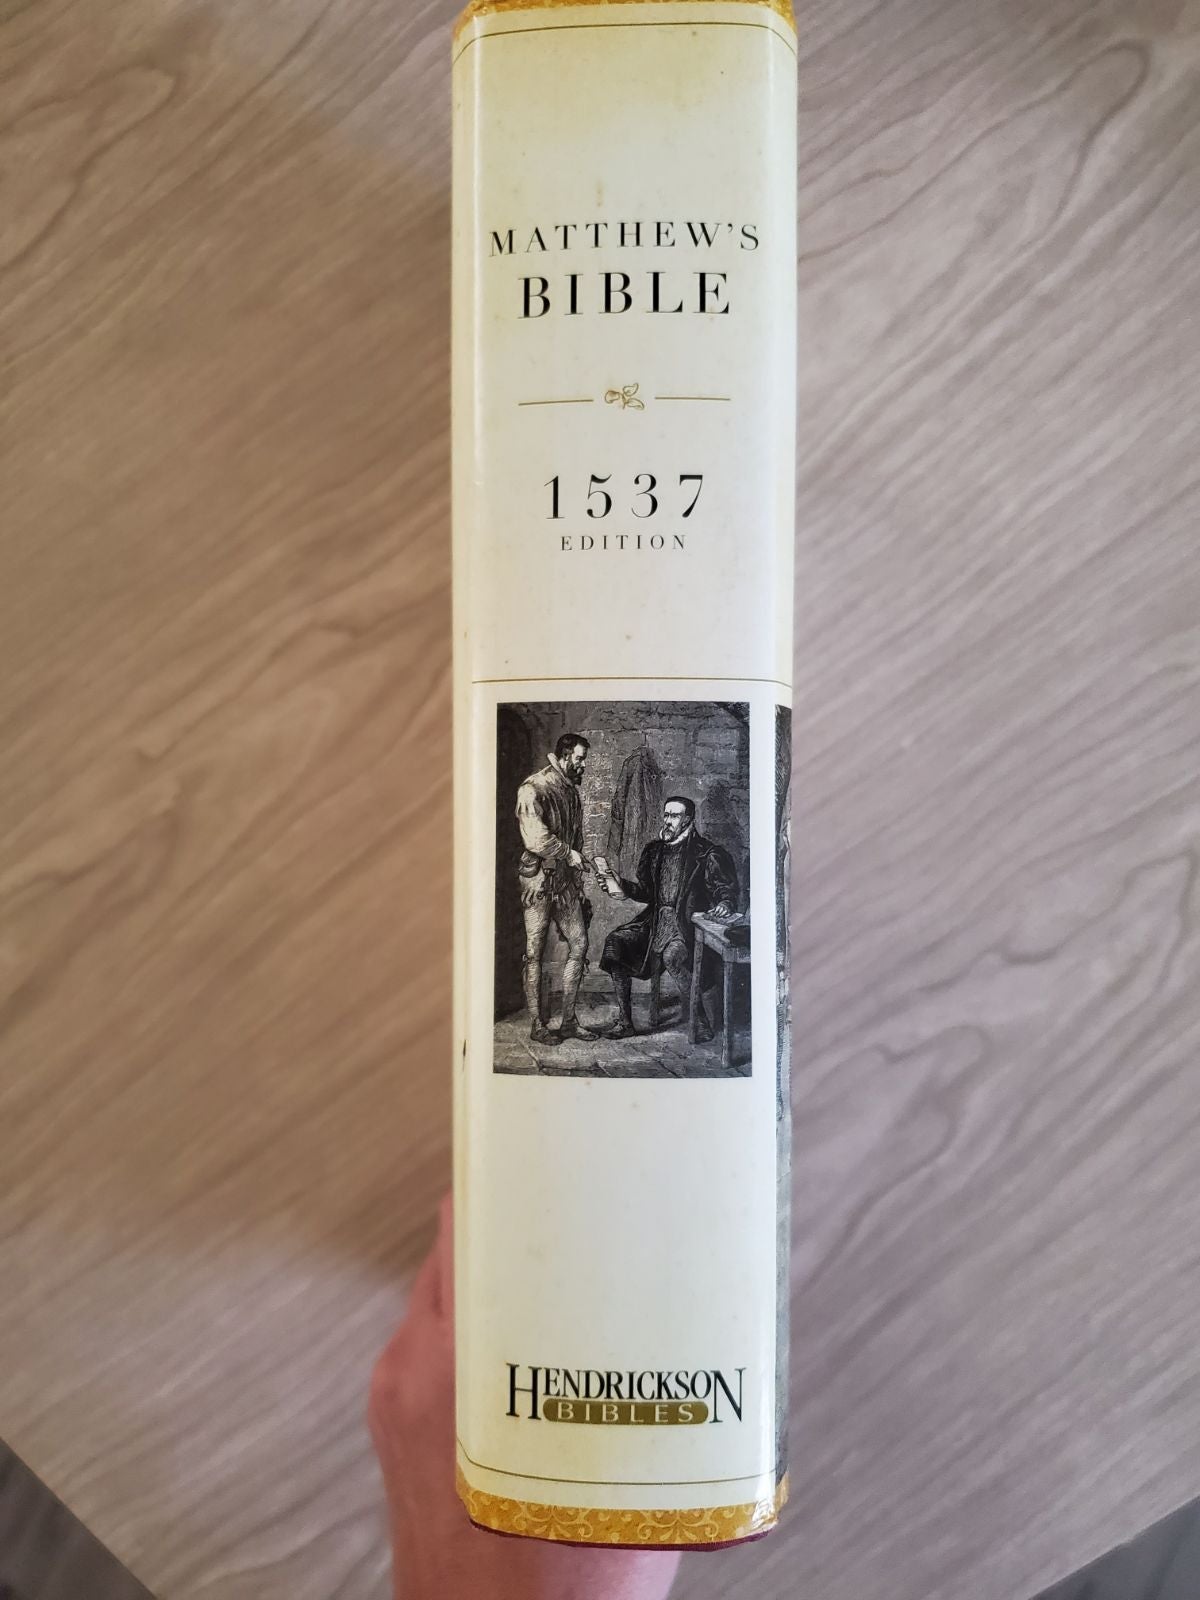 MATTHEW'S
BIBLE
1537
EDITION
HENDRICKSON
BIBLES